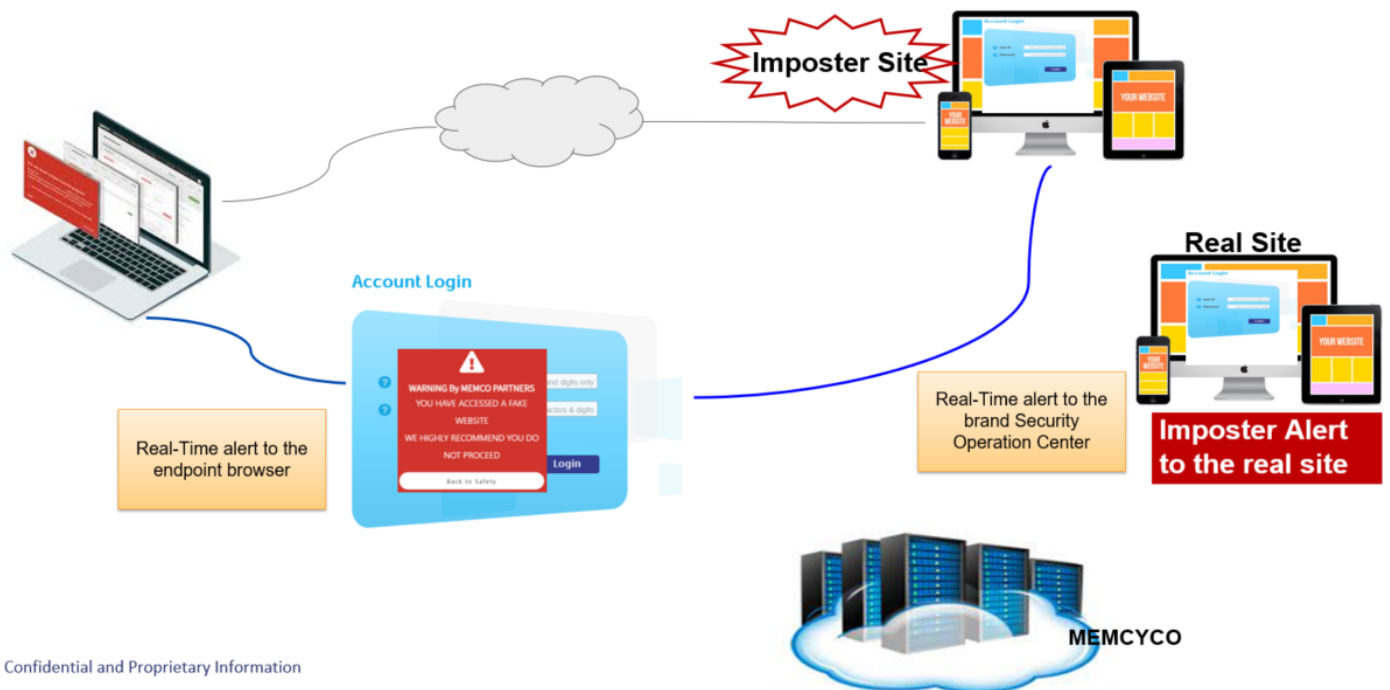 Imposter Site
Account Login
YOUR
WEBSITE
YOUR WEBSITE
Real Site
Account Login
YOUR
WEBSITE
YOUR WEBSITE
Account Login
and digits only
acters & digits
WARNING By MEMCO PARTNERS
YOU HAVE ACCESSED A FAKE
WEBSITE
WE HIGHLY RECOMMEND YOU DO
NOT PROCEED
Back to Safety
Login
Real-Time alert to the
endpoint browser
Real-Time alert to the
brand Security
Operation Center
Imposter Alert
to the real site
MEMCYCO
Confidential and Proprietary Information